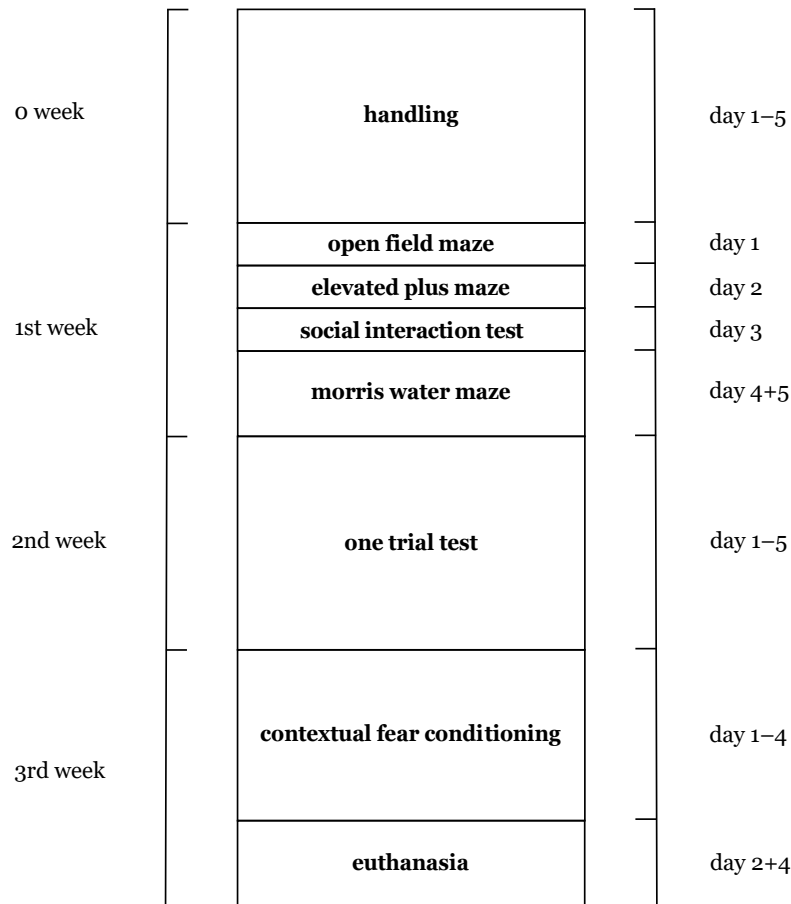 0 week
handling
day 1–5
open field maze
day 1
elevated plus maze
day 2
1st week
social interaction test
day 3
morris water maze
day 4+5
2nd week
one trial test
day 1–5
contextual fear conditioning
day 1–4
3rd week
euthanasia
day 2+4